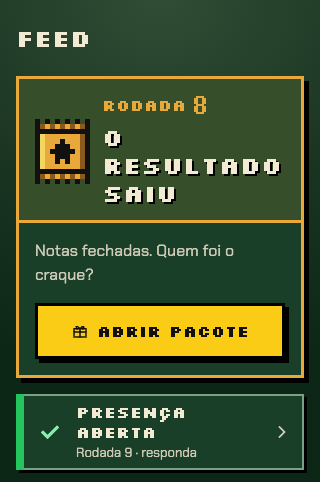 FEED
RODADA 8
O
RESULTADO
SAIU
Notas fechadas. Quem foi o
craque?
ABRIR PACOTE
PRESENÇA
ABERTA
Rodada 9 · responda